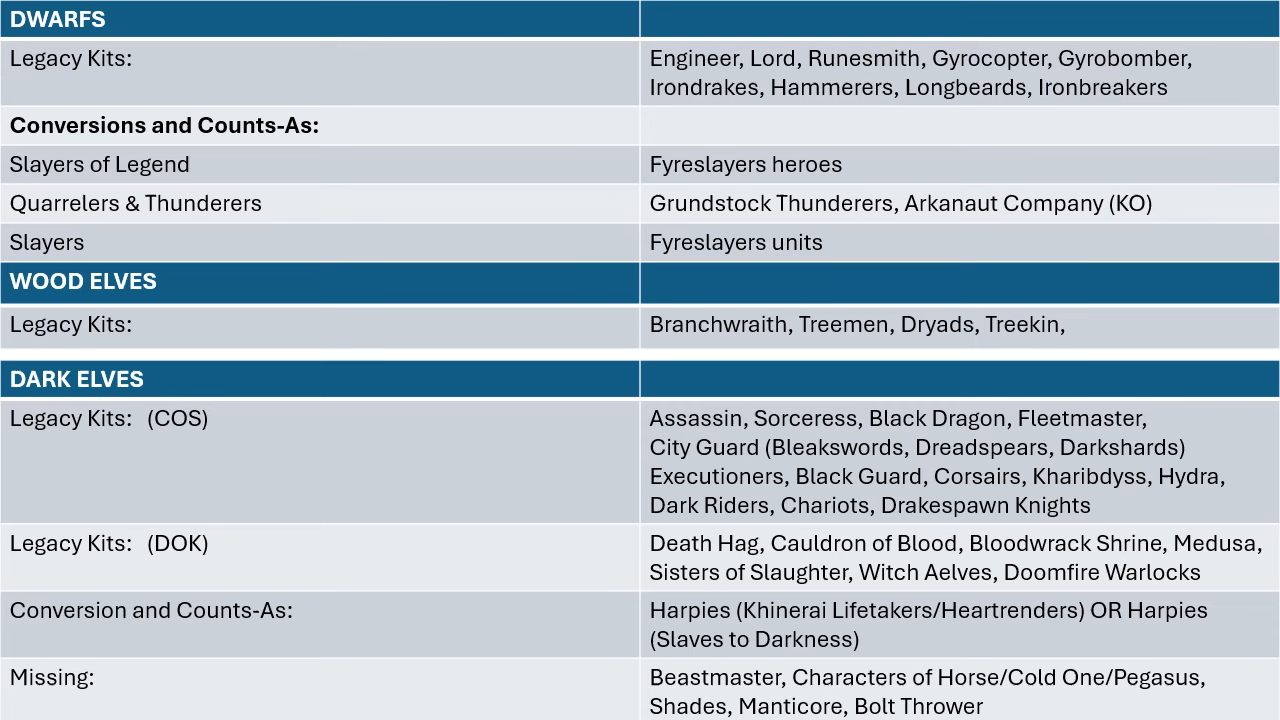 DWARFS
Legacy Kits:
Engineer, Lord, Runesmith, Gyrocopter, Gyrobomber,
Irondrakes, Hammerers, Longbeards, Ironbreakers
Conversions and Counts-As:
Slayers of Legend
Fyreslayers heroes
Quarrelers & Thunderers
Grundstock Thunderers, Arkanaut Company (KO)
Slayers
Fyreslayers units
WOOD ELVES
Legacy Kits:
Branchwraith, Treemen, Dryads, Treekin,
DARK ELVES
Legacy Kits: (COS)
Assassin, Sorceress, Black Dragon, Fleetmaster,
City Guard (Bleakswords, Dreadspears, Darkshards)
Executioners, Black Guard, Corsairs, Kharibdyss, Hydra,
Dark Riders, Chariots, Drakespawn Knights
Legacy Kits: (DOK)
Death Hag, Cauldron of Blood, Bloodwrack Shrine, Medusa,
Sisters of Slaughter, Witch Aelves, Doomfire Warlocks
Conversion and Counts-As:
Harpies (Khinerai Lifetakers/Heartrenders) OR Harpies
(Slaves to Darkness)
Missing:
Beastmaster, Characters of Horse/Cold One/Pegasus,
Shades, Manticore, Bolt Thrower